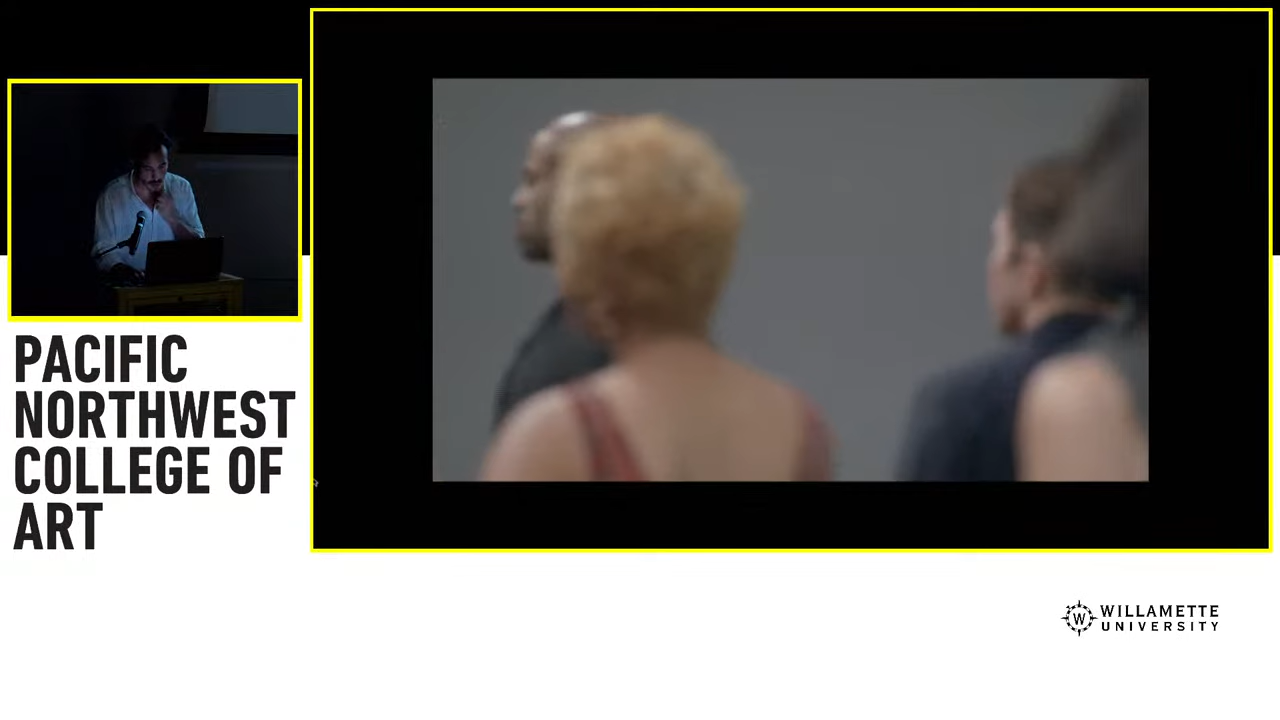 PACIFIC
NORTHWEST
COLLEGE OF
ART
WILLAMETTE
UNIVERSITY